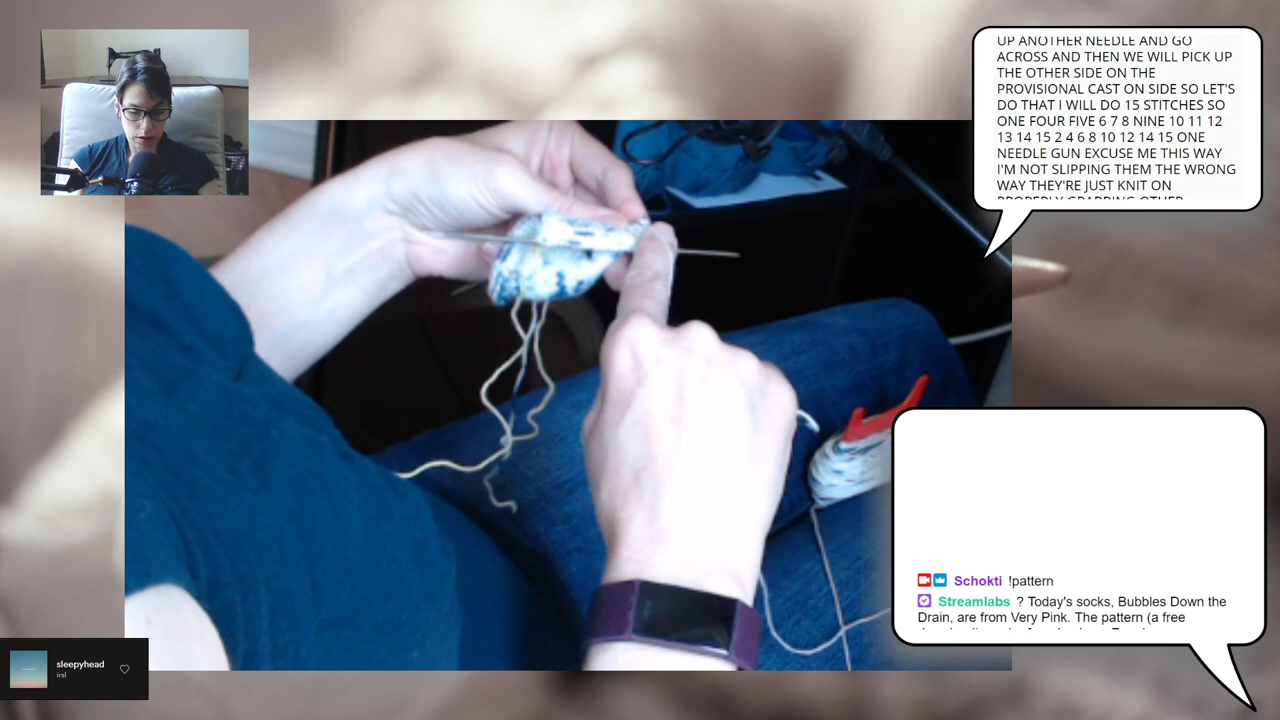 UP ANOTHER NEEDLE AND GO
ACROSS AND THEN WE WILL PICK UP
THE OTHER SIDE ON THE
PROVISIONAL CAST ON SIDE SO LET'S
DO THAT I WILL DO 15 STITCHES SO
ONE FOUR FIVE 6 7 8 NINE 10 11 12
13 14 15 2 4 6 8 10 12 14 15 ONE
NEEDLE GUN EXCUSE ME THIS WAY
I'M NOT SLIPPING THEM THE WRONG
WAY THEY'RE JUST KNIT ON
PROPERLY GRABBING OTHER
Schokti !pattern
Streamlabs ? Today's socks, Bubbles Down the
Drain, are from Very Pink. The pattern (a free
sleepyhead
irsl